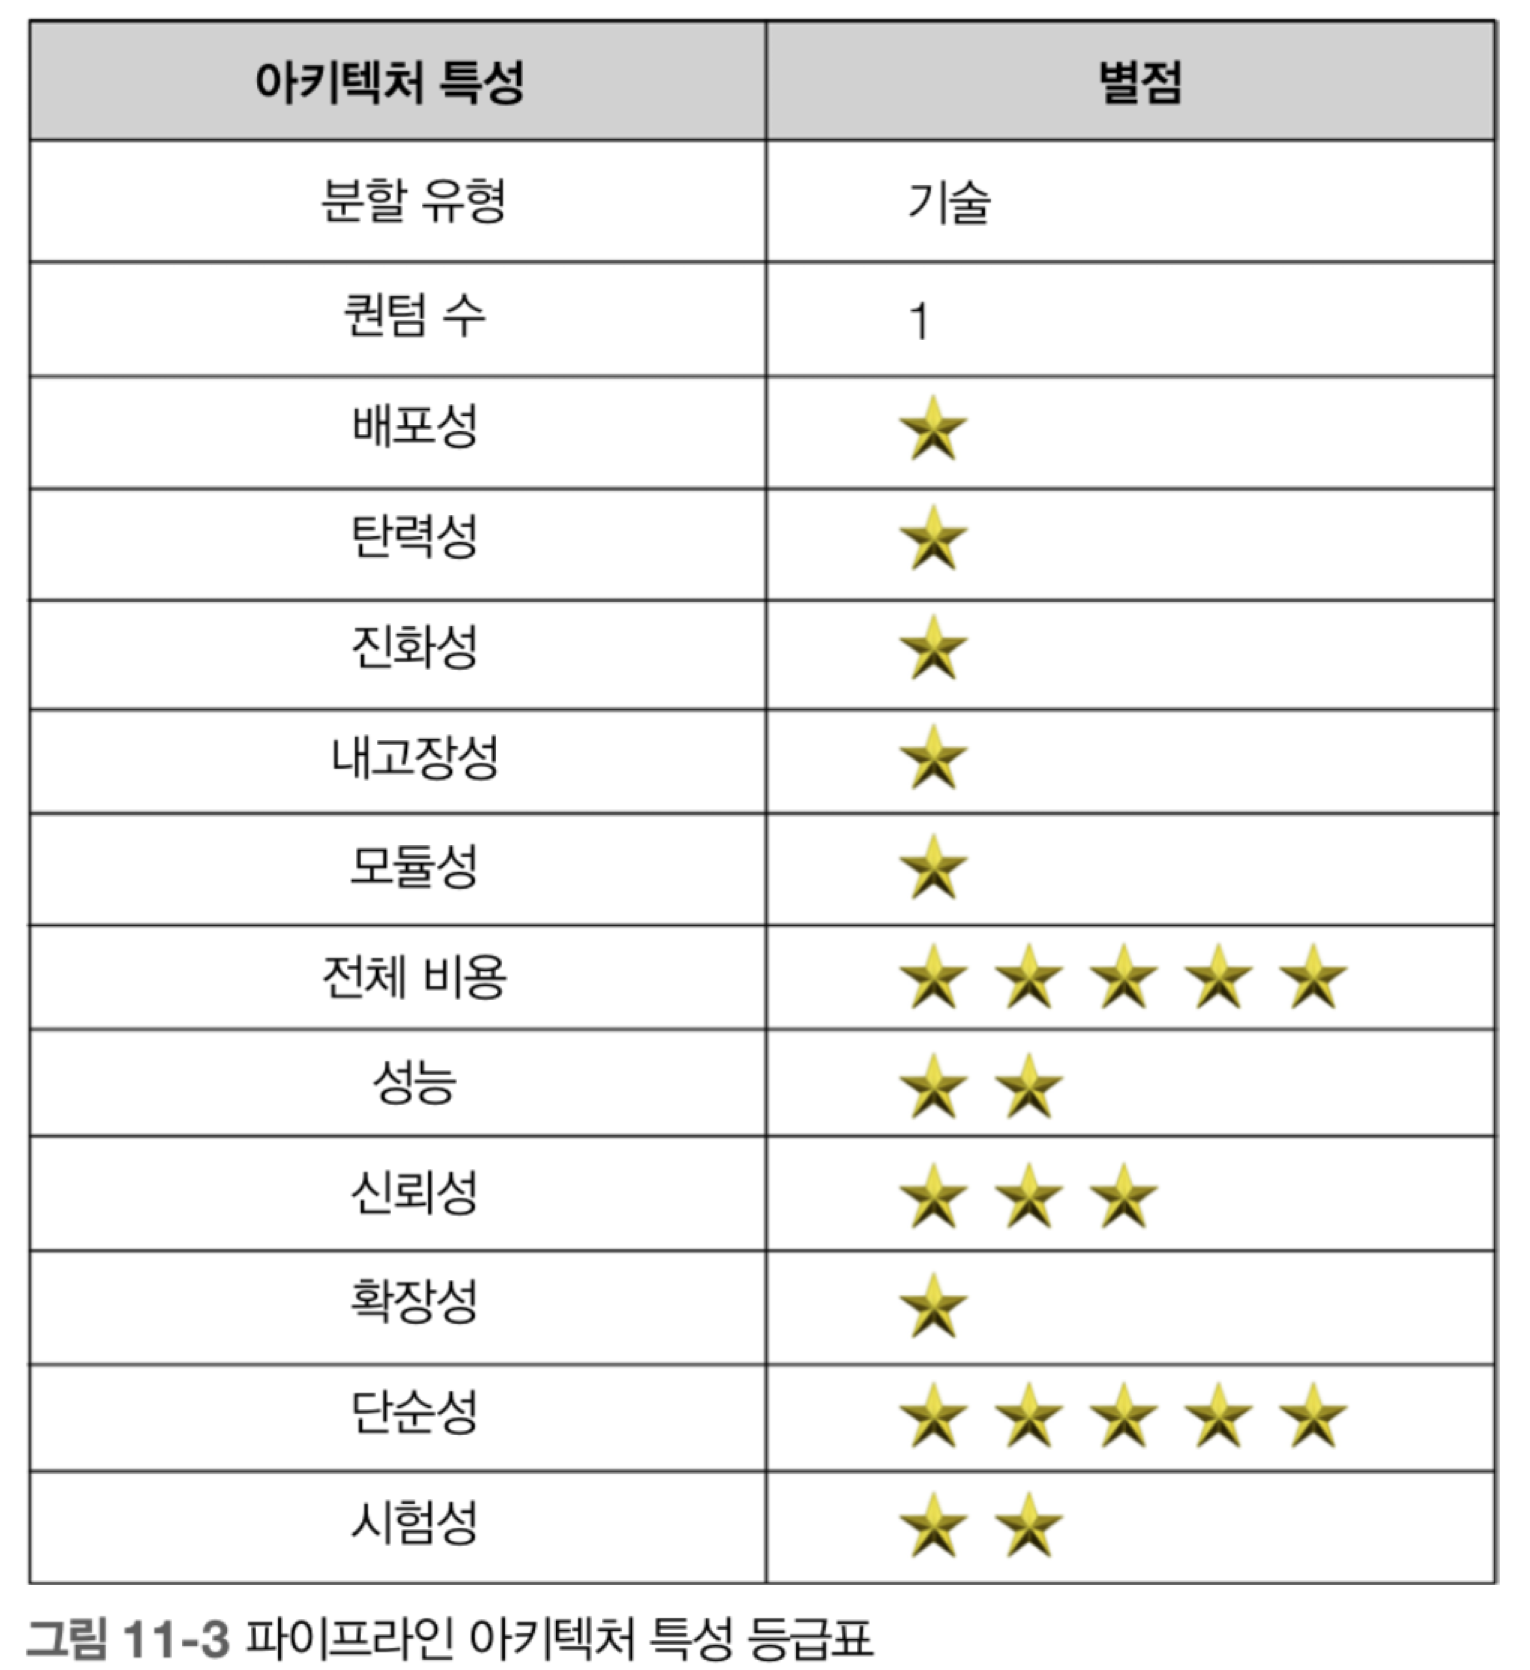 아키텍처 특성 별점
분할 유형 기술
퀀텀 수 1
배포성
탄력성
진화성
내고장성
모듈성
전체 비용
성능
신뢰성
확장성
단순성
시험성
그림 11-3 파이프라인 아키텍처 특성 등급표